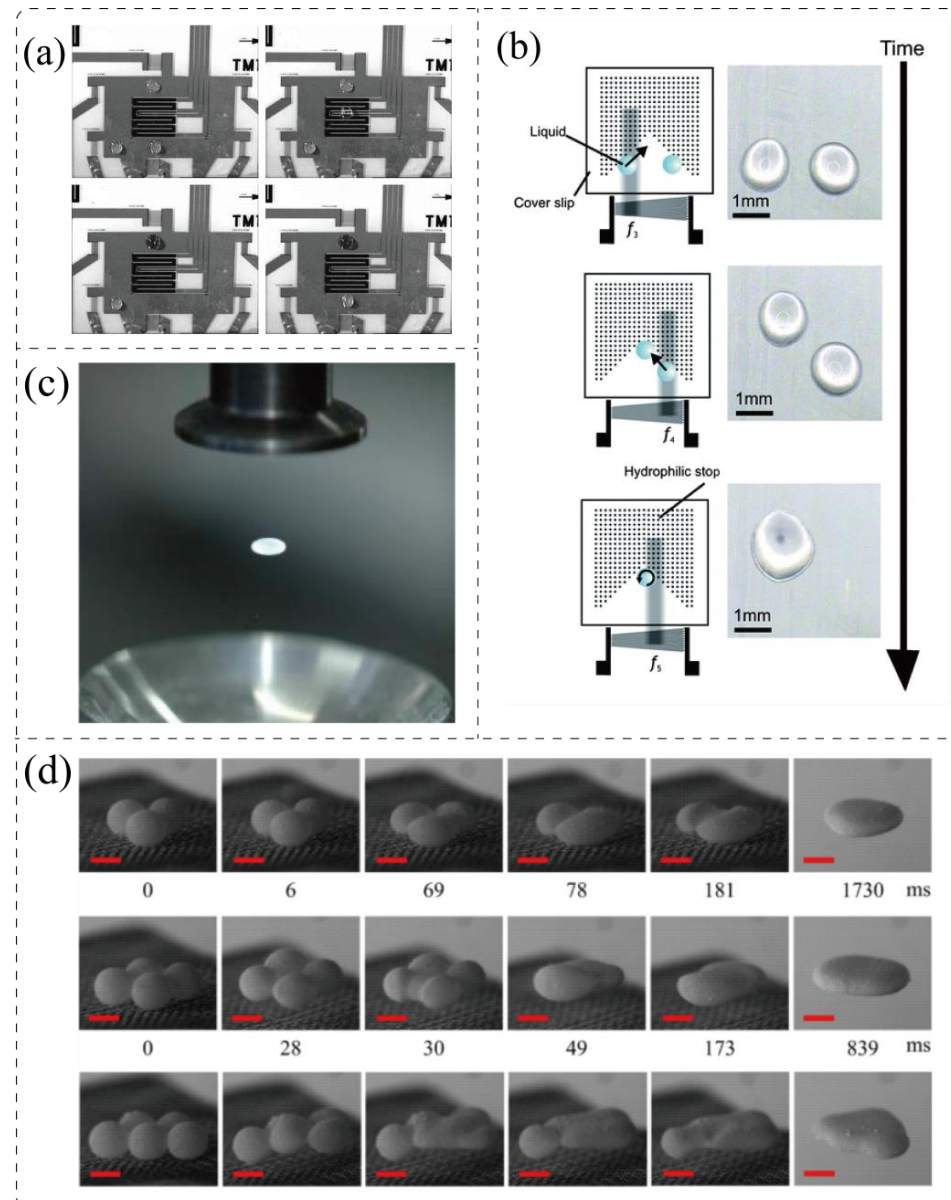 (a)
TM1
TM1
TM1
TM1
(b)
Time
Liquid
Cover slip
f3
1mm
f4
1mm
Hydrophilic stop
f5
1mm
(c)
(d)
0 6 69 78 181 1730 ms
0 28 30 49 173 839 ms